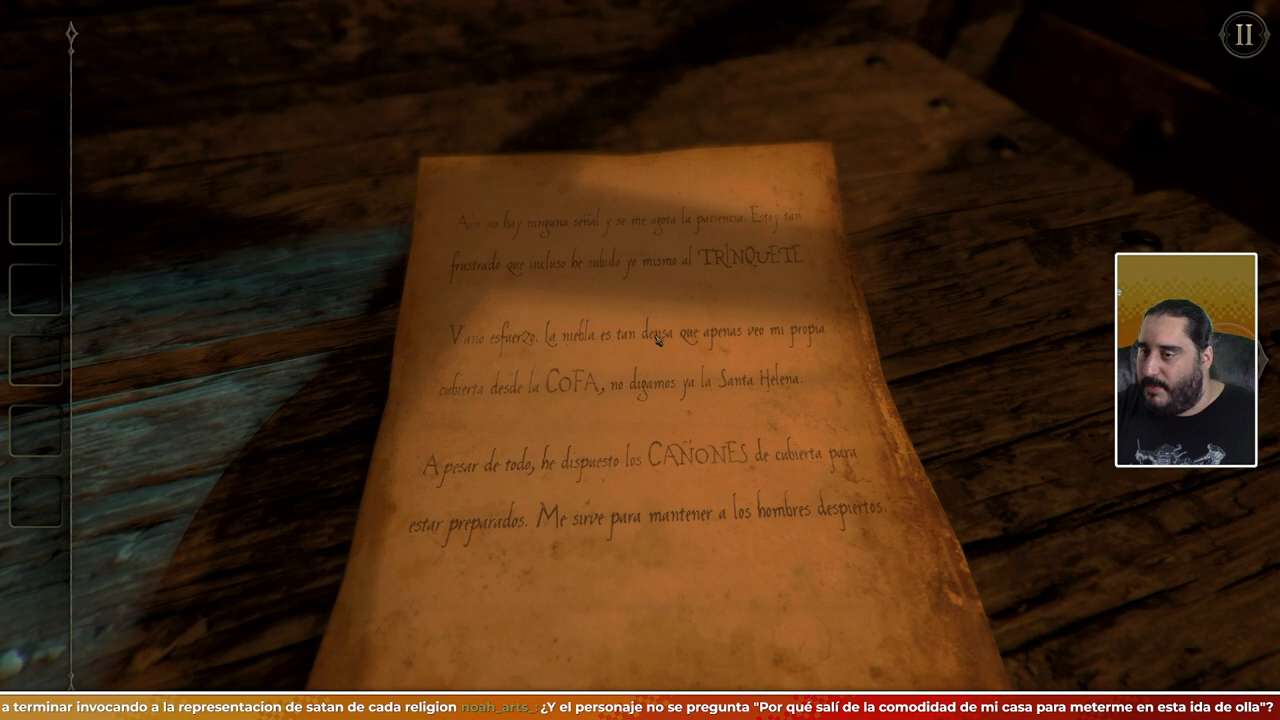 II
Aún no hay ninguna señal y se me agota la paciencia. Estoy tan
frustrado que incluso he subido yo mismo al TRINQUETE
Vano esfuerzo. La niebla es tan densa que apenas veo mi propia
cubierta desde la COFA, no digamos ya la Santa Helena.
A pesar de todo, he dispuesto los CAÑONES de cubierta para
estar preparados. Me sirve para mantener a los hombres despiertos.
a terminar invocando a la representacion de satan de cada religion noah_arts_: ¿Y el personaje no se pregunta "Por qué salí de la comodidad de mi casa para meterme en esta ida de olla"?